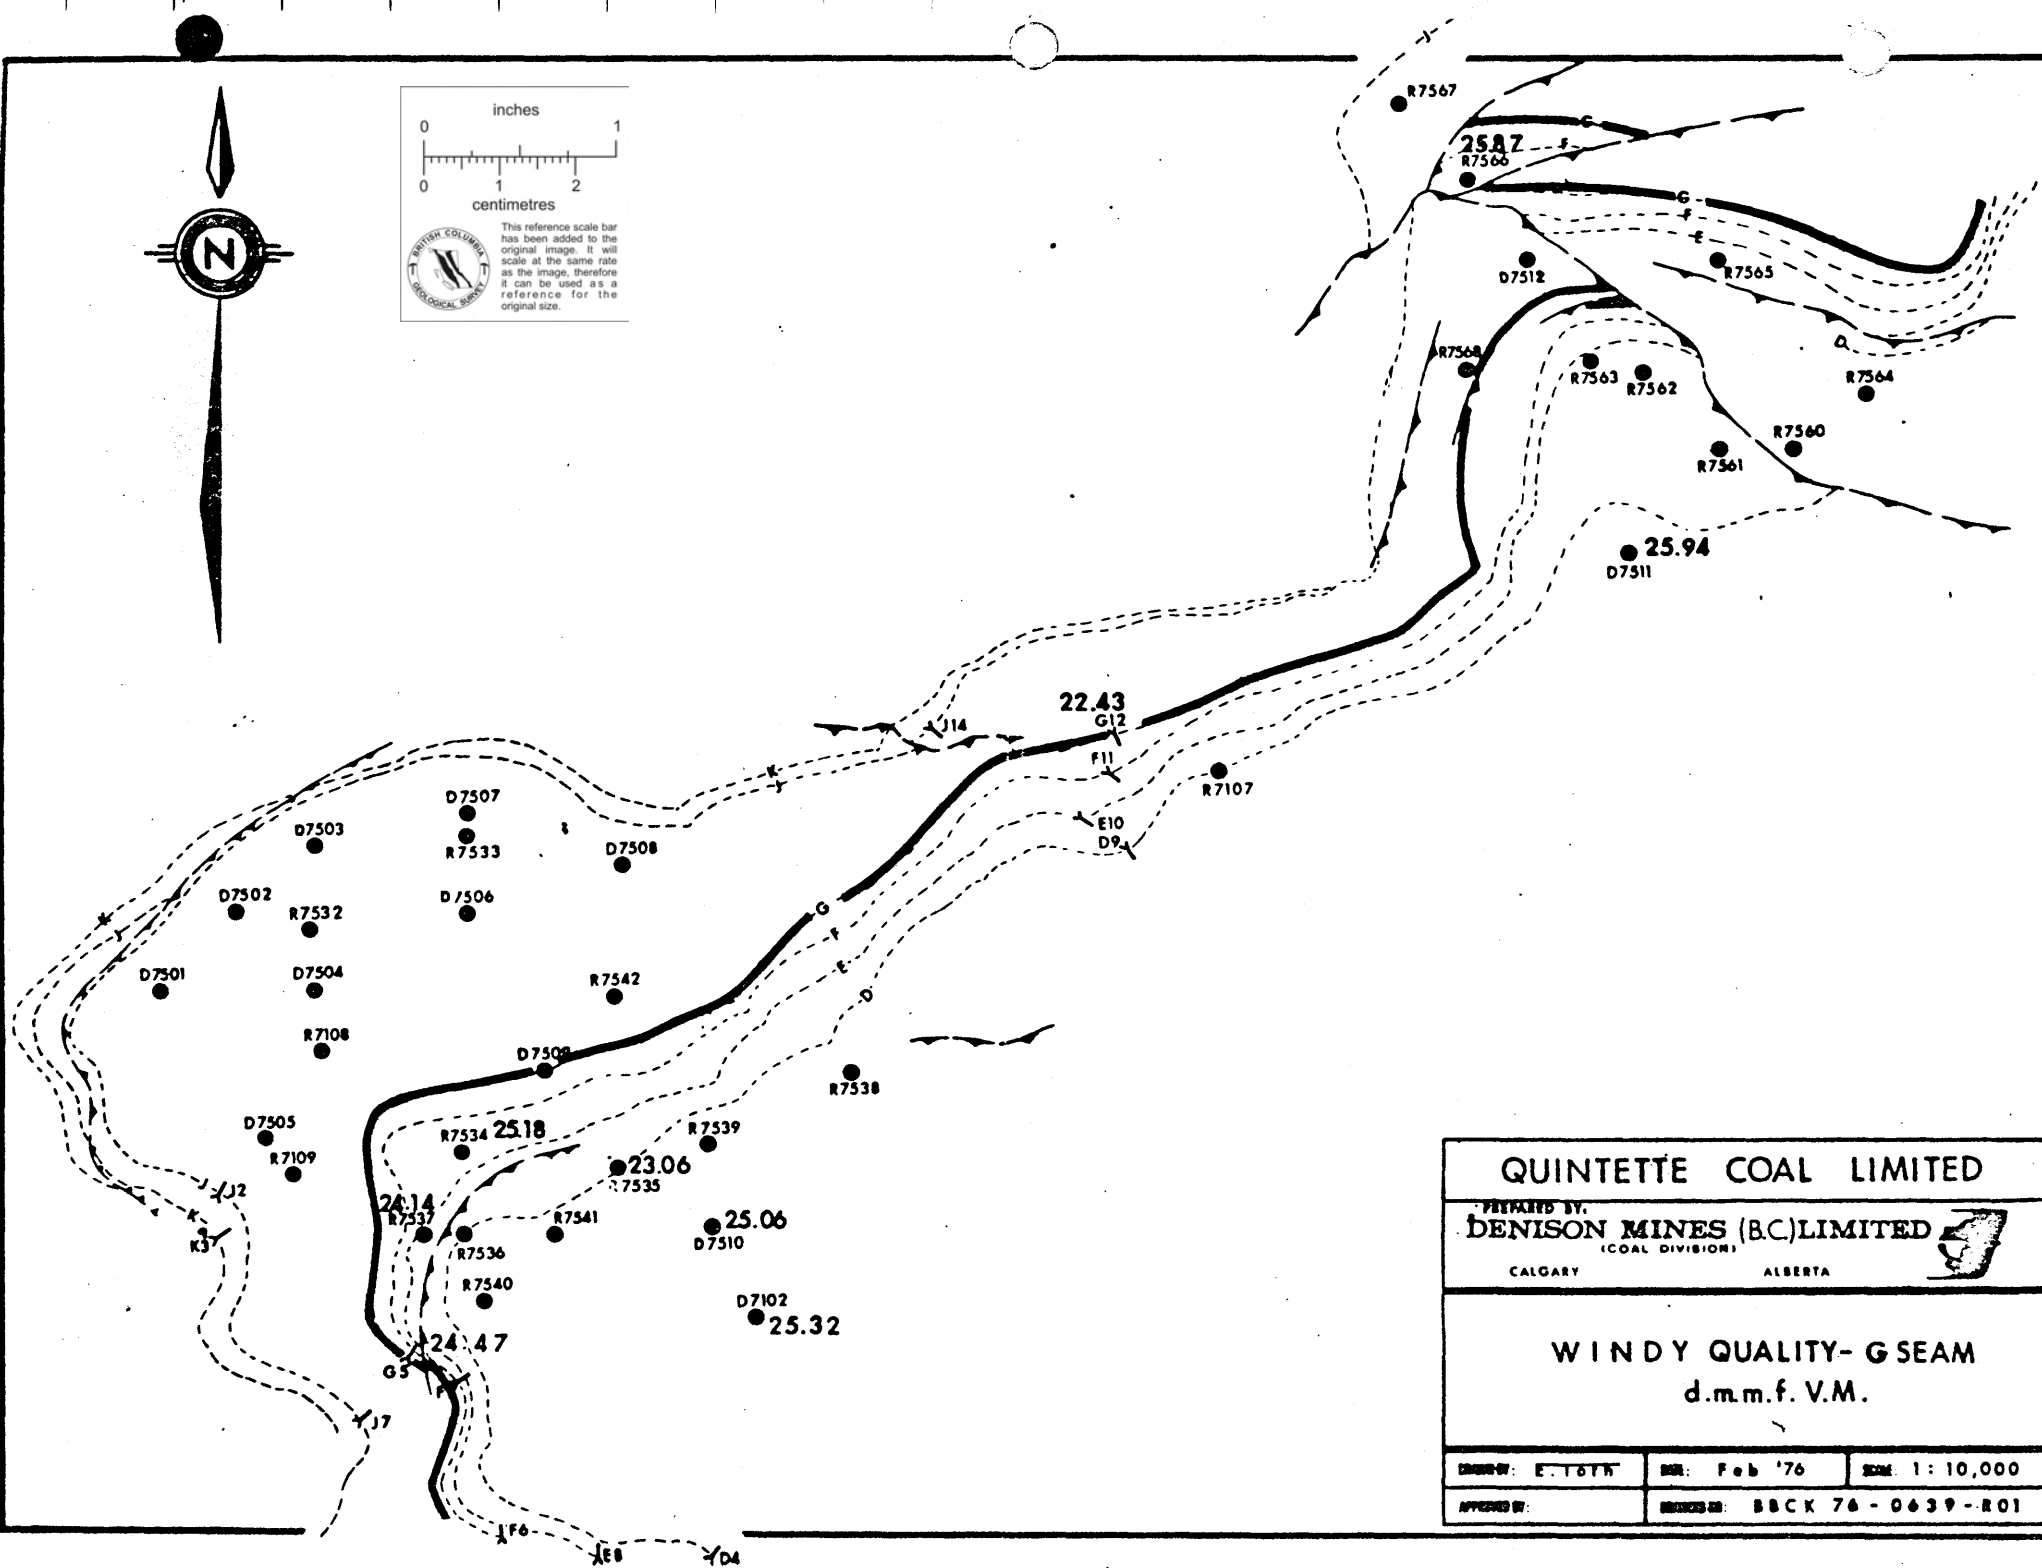 inches
0 1
0 1 2
centimetres
This reference scale bar
has been added to the
original image. It will
scale at the same rate
as the image, therefore
it can be used as a
reference for the
original size.
BRITISH COLUMBIA
GEOLOGICAL SURVEY
N
J
R7567
G
25.87
R7566
F
G
F
E
D7512
R7565
R7568
R7563
R7562
D
R7564
R7560
R7561
25.94
D7511
22.43
G12
J14
F11
K
J
R7107
E10
D9
D7507
D7503
R7533
D7508
D7502
D7506
R7532
G
K
J
F
D7501
D7504
R7542
E
D
R7108
D7509
R7538
D7505
R7534 25.18
R7539
R7109
23.06
R7535
J J2
24.14
R7537
R7541
25.06
K
K3
R7536
D7510
R7540
D7102
25.32
24.47
G5
F
J7
F6
E8
D4
QUINTETTE COAL LIMITED
PREPARED BY:
DENISON MINES (B.C.) LIMITED
(COAL DIVISION)
CALGARY ALBERTA
WINDY QUALITY- G SEAM
d.m.m.f. V.M.
DRAWN BY: E. Toth DATE: Feb '76 SCALE: 1:10,000
APPROVED BY: BBCK 76-0639-R01